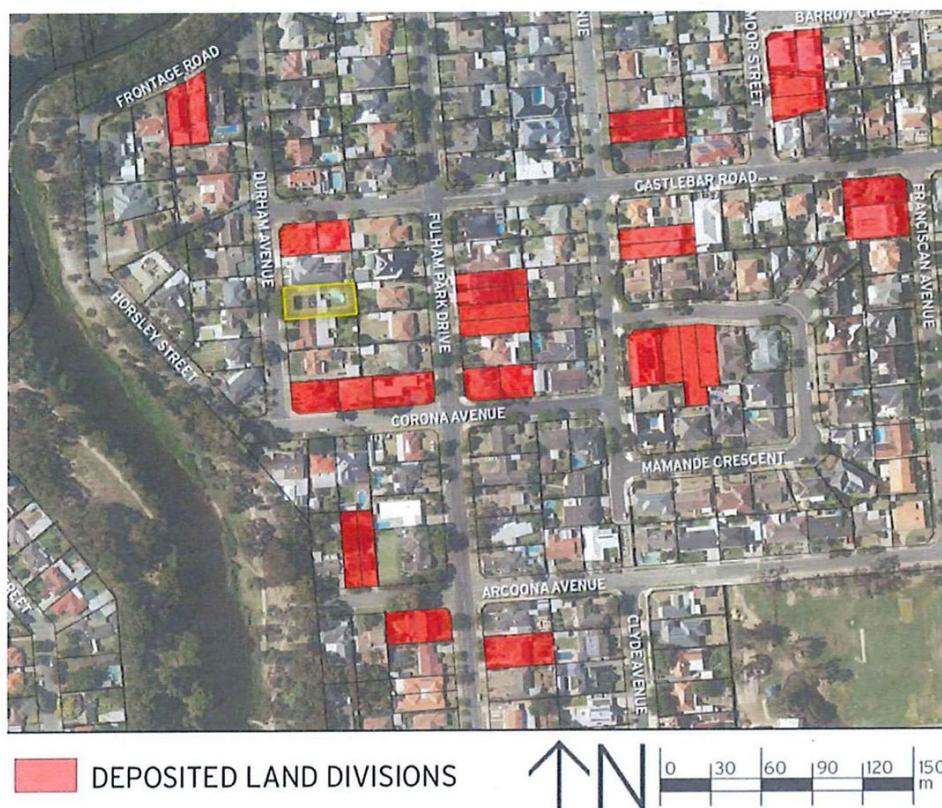 BARROW CRES
MOOR STREET
NUE
FRONTAGE ROAD
CASTLEBAR ROAD
DURHAM AVENUE
FULHAM PARK DRIVE
FRANCISCAN AVENUE
HORSLEY STREET
CORONA AVENUE
MAMANDE CRESCENT
ARCOONA AVENUE
REET
CLYDE AVENUE
DEPOSITED LAND DIVISIONS
N
0 30 60 90 120 150
m